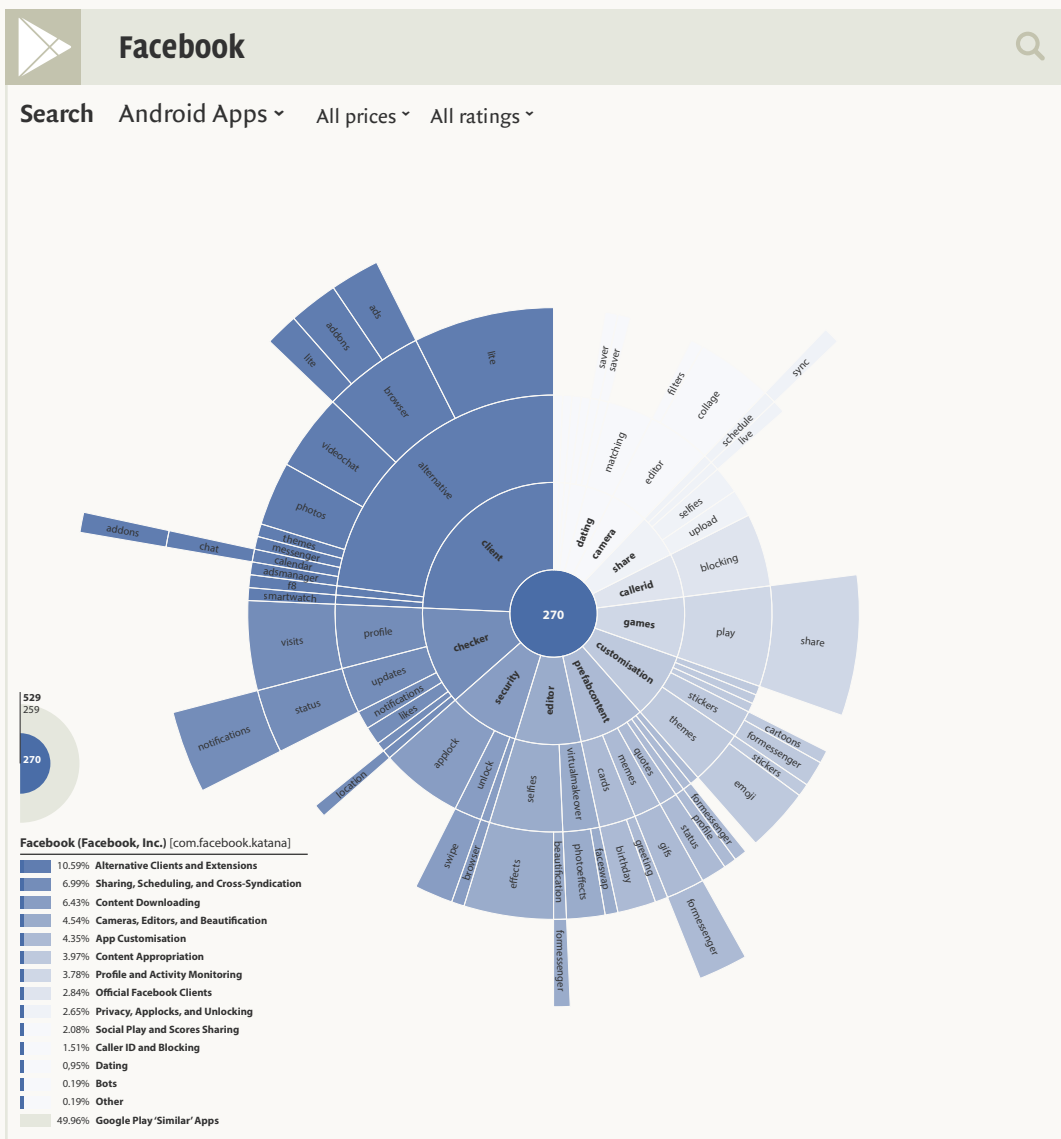 Facebook
Search Android Apps All prices All ratings
ads
addons
lite
lite
browser
saver
saver
filters
collage
sync
videochat
alternative
matching
editor
schedule
live
photos
selfies
upload
addons
chat
themes
messenger
calendar
adsmanager
f8
smartwatch
client
dating
camera
share
blocking
callerid
270
games
play
share
visits
profile
checker
customisation
updates
notifications
likes
status
notifications
security
editor
prefabcontent
stickers
themes
cartoons
formessenger
stickers
emoji
location
applock
unlock
selfies
virtualmakeover
cards
memes
quotes
formessenger
profile
status
swipe
browser
effects
beautification
photoeffects
faceswap
birthday
greeting
gifs
formessenger
formessenger
529
259
270
Facebook (Facebook, Inc.) [com.facebook.katana]
10.59% Alternative Clients and Extensions
6.99% Sharing, Scheduling, and Cross-Syndication
6.43% Content Downloading
4.54% Cameras, Editors, and Beautification
4.35% App Customisation
3.97% Content Appropriation
3.78% Profile and Activity Monitoring
2.84% Official Facebook Clients
2.65% Privacy, Applocks, and Unlocking
2.08% Social Play and Scores Sharing
1.51% Caller ID and Blocking
0,95% Dating
0.19% Bots
0.19% Other
49.96% Google Play ‘Similar’ Apps